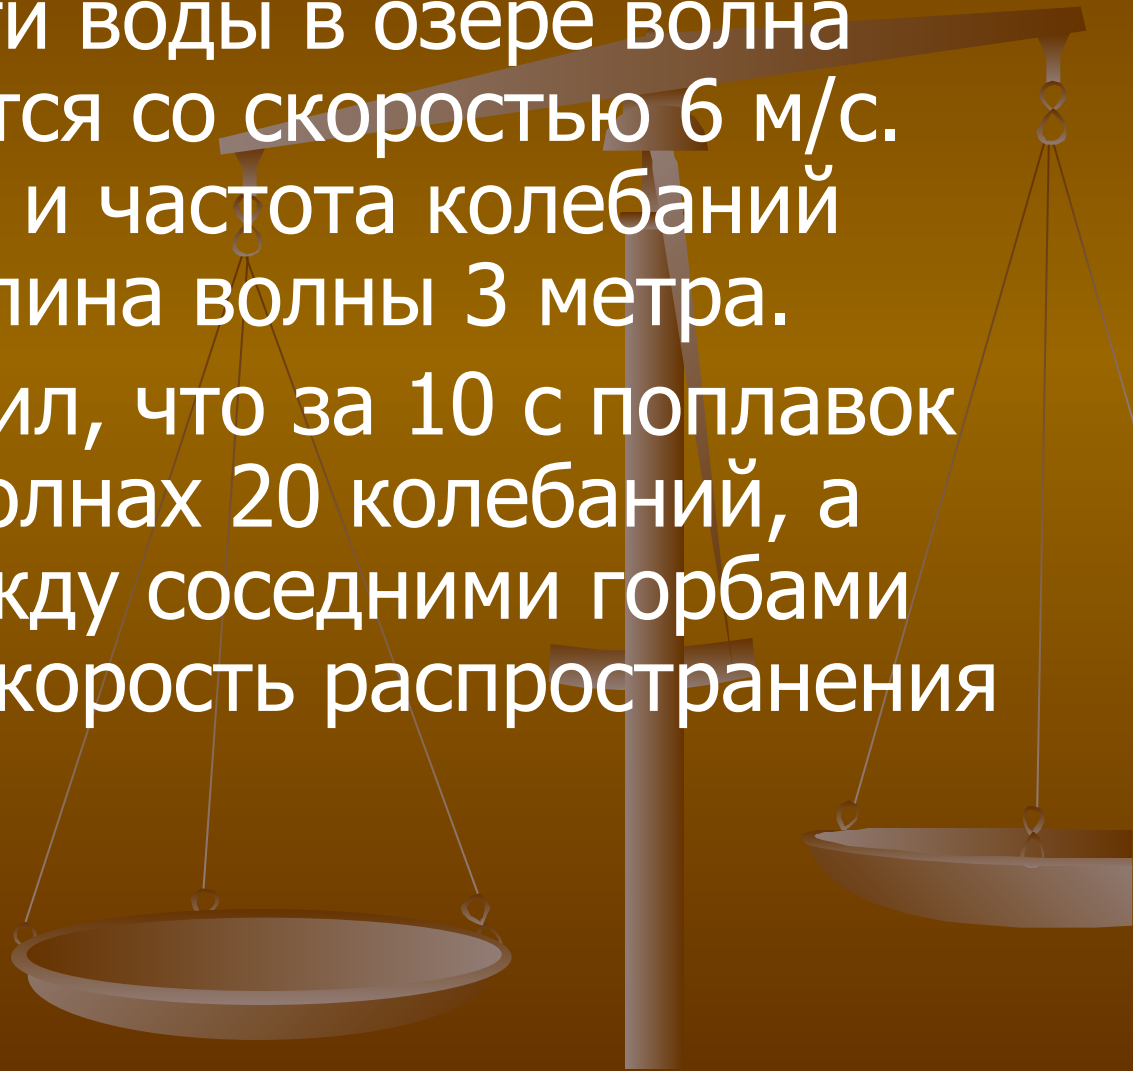 ти воды в озере волна
тся со скоростью 6 м/с.
и частота колебаний
лина волны 3 метра.
ил, что за 10 с поплавок
олнах 20 колебаний, а
жду соседними горбами
корость распространения